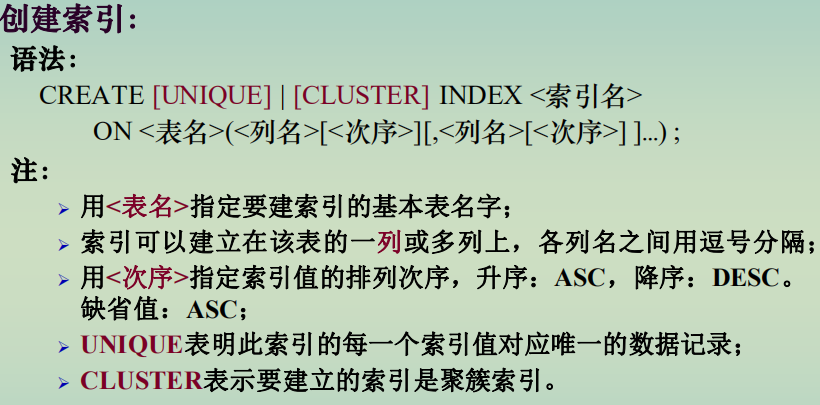 创建索引：
语法：
CREATE [UNIQUE] | [CLUSTER] INDEX <索引名>
ON <表名>(<列名>[<次序>][,<列名>[<次序>] ]...) ;
注：
用<表名>指定要建索引的基本表名字；
索引可以建立在该表的一列或多列上，各列名之间用逗号分隔；
用<次序>指定索引值的排列次序，升序：ASC，降序：DESC。
缺省值：ASC；
UNIQUE表明此索引的每一个索引值对应唯一的数据记录；
CLUSTER表示要建立的索引是聚簇索引。